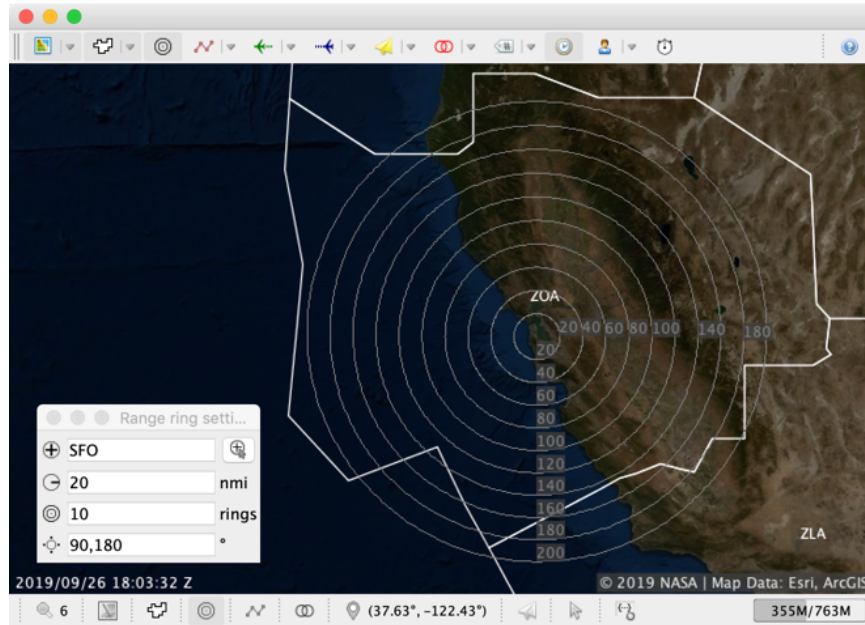 ZOA
20 40 60 80 100 140 180
20
40
60
80
100
120
140
160
180
200
Range ring setti...
SFO
20 nmi
10 rings
90,180 °
ZLA
2019/09/26 18:03:32 Z
© 2019 NASA | Map Data: Esri, ArcGIS
6
(37.63°, -122.43°)
355M/763M